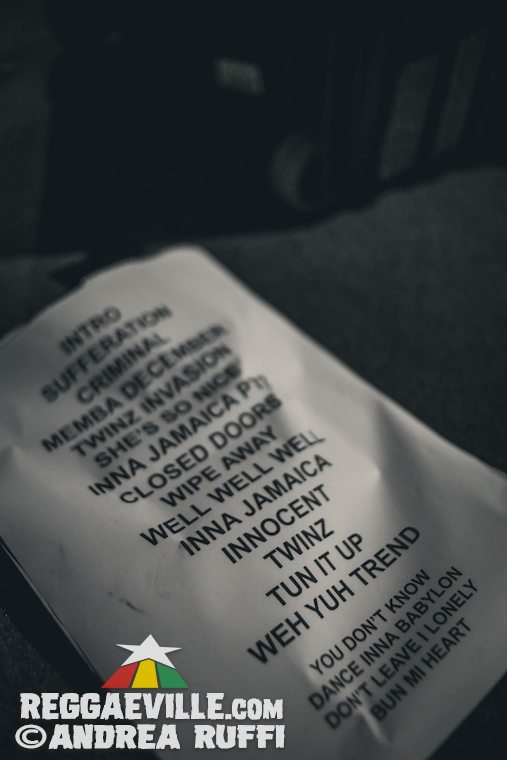 INTRO
SUFFERATION
CRIMINAL
MEMBA DECEMBER
TWINZ INVASION
SHE'S SO NICE
INNA JAMAICA PT2
CLOSED DOORS
WIPE AWAY
WELL WELL WELL
INNA JAMAICA
INNOCENT
TWINZ
TUN IT UP
WEH YUH TREND
YOU DON'T KNOW
DANCE INNA BABYLON
DON'T LEAVE I LONELY
BUN MI HEART
REGGAEVILLE.COM
© ANDREA RUFFI